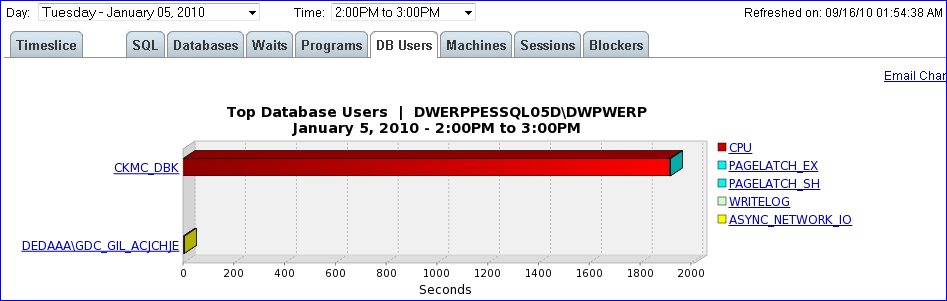 Day: Tuesday - January 05, 2010 Time: 2:00PM to 3:00PM Refreshed on: 09/16/10 01:54:38 AM
Timeslice SQL Databases Waits Programs DB Users Machines Sessions Blockers
Email Char
Top Database Users | DWERPPESSQL05D\DWPWERP
January 5, 2010 - 2:00PM to 3:00PM
CPU
CKMC_DBK
PAGELATCH_EX
PAGELATCH_SH
WRITELOG
ASYNC_NETWORK_IO
DEDAAA\GDC_GIL_ACJCHJE
0 200 400 600 800 1000 1200 1400 1600 1800 2000
Seconds